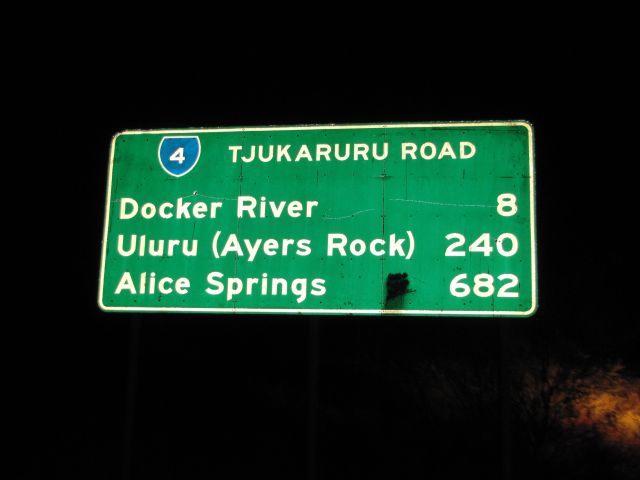 4 TJUKARURU ROAD
Docker River 8
Uluru (Ayers Rock) 240
Alice Springs 682